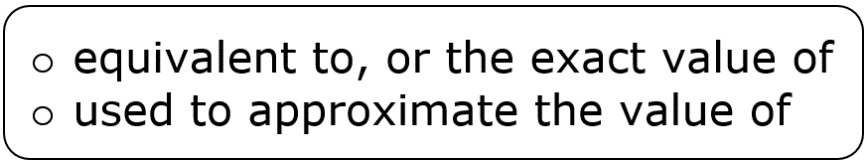 ○ equivalent to, or the exact value of
○ used to approximate the value of